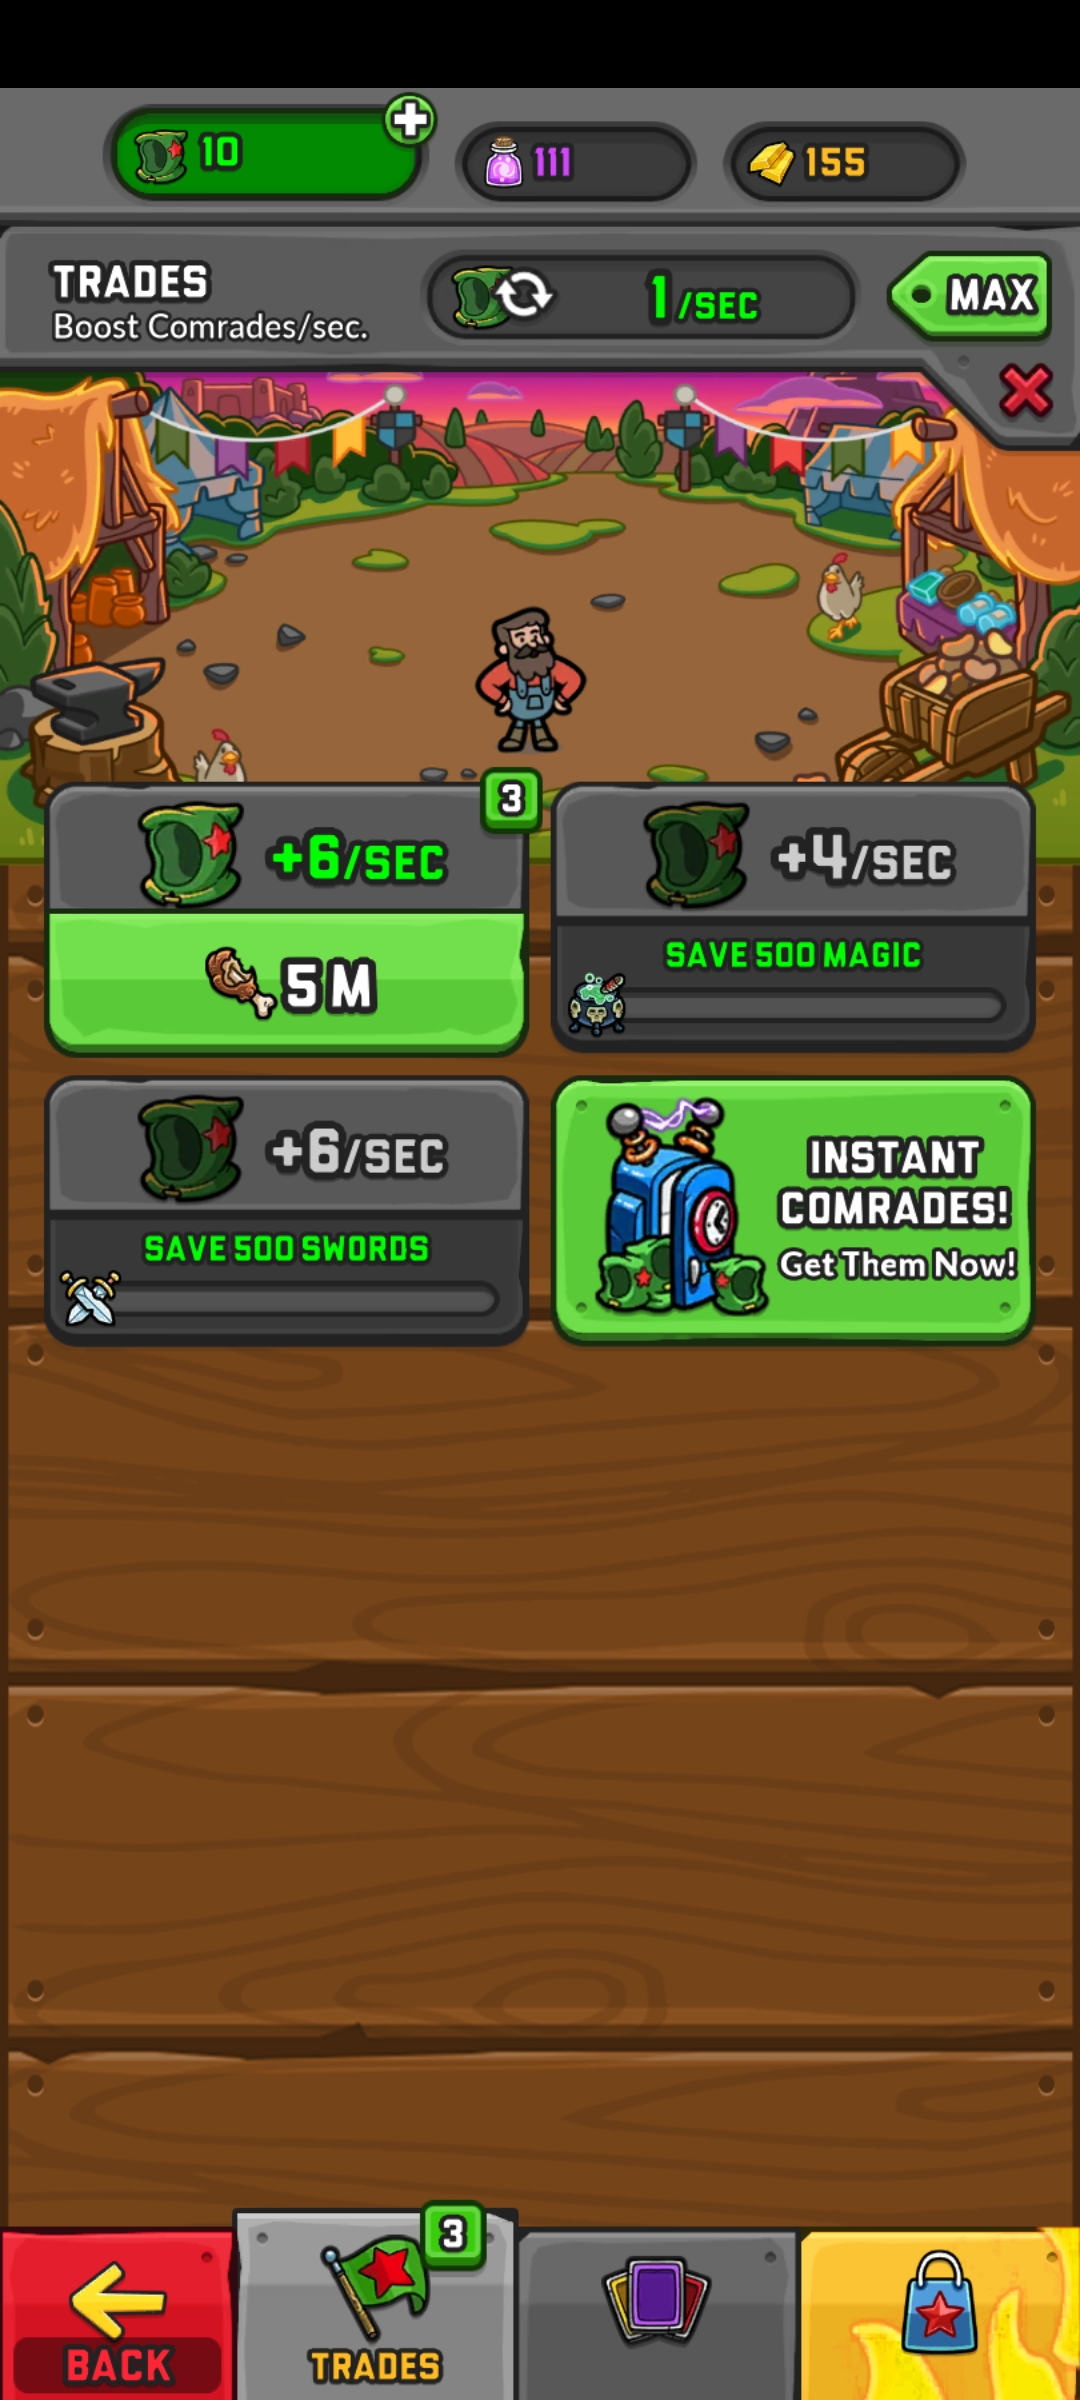 10
111
155
TRADES
Boost Comrades/sec.
1/SEC
MAX
3
+6/SEC
5 M
+4/SEC
SAVE 500 MAGIC
+6/SEC
SAVE 500 SWORDS
INSTANT
COMRADES!
Get Them Now!
3
BACK
TRADES